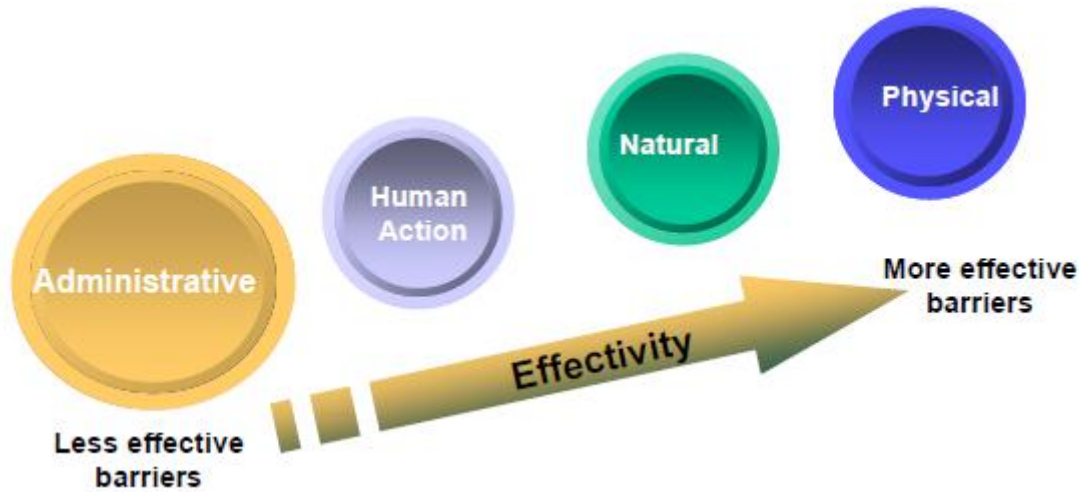 Physical
Natural
Human
Action
Administrative
More effective
barriers
Effectivity
Less effective
barriers